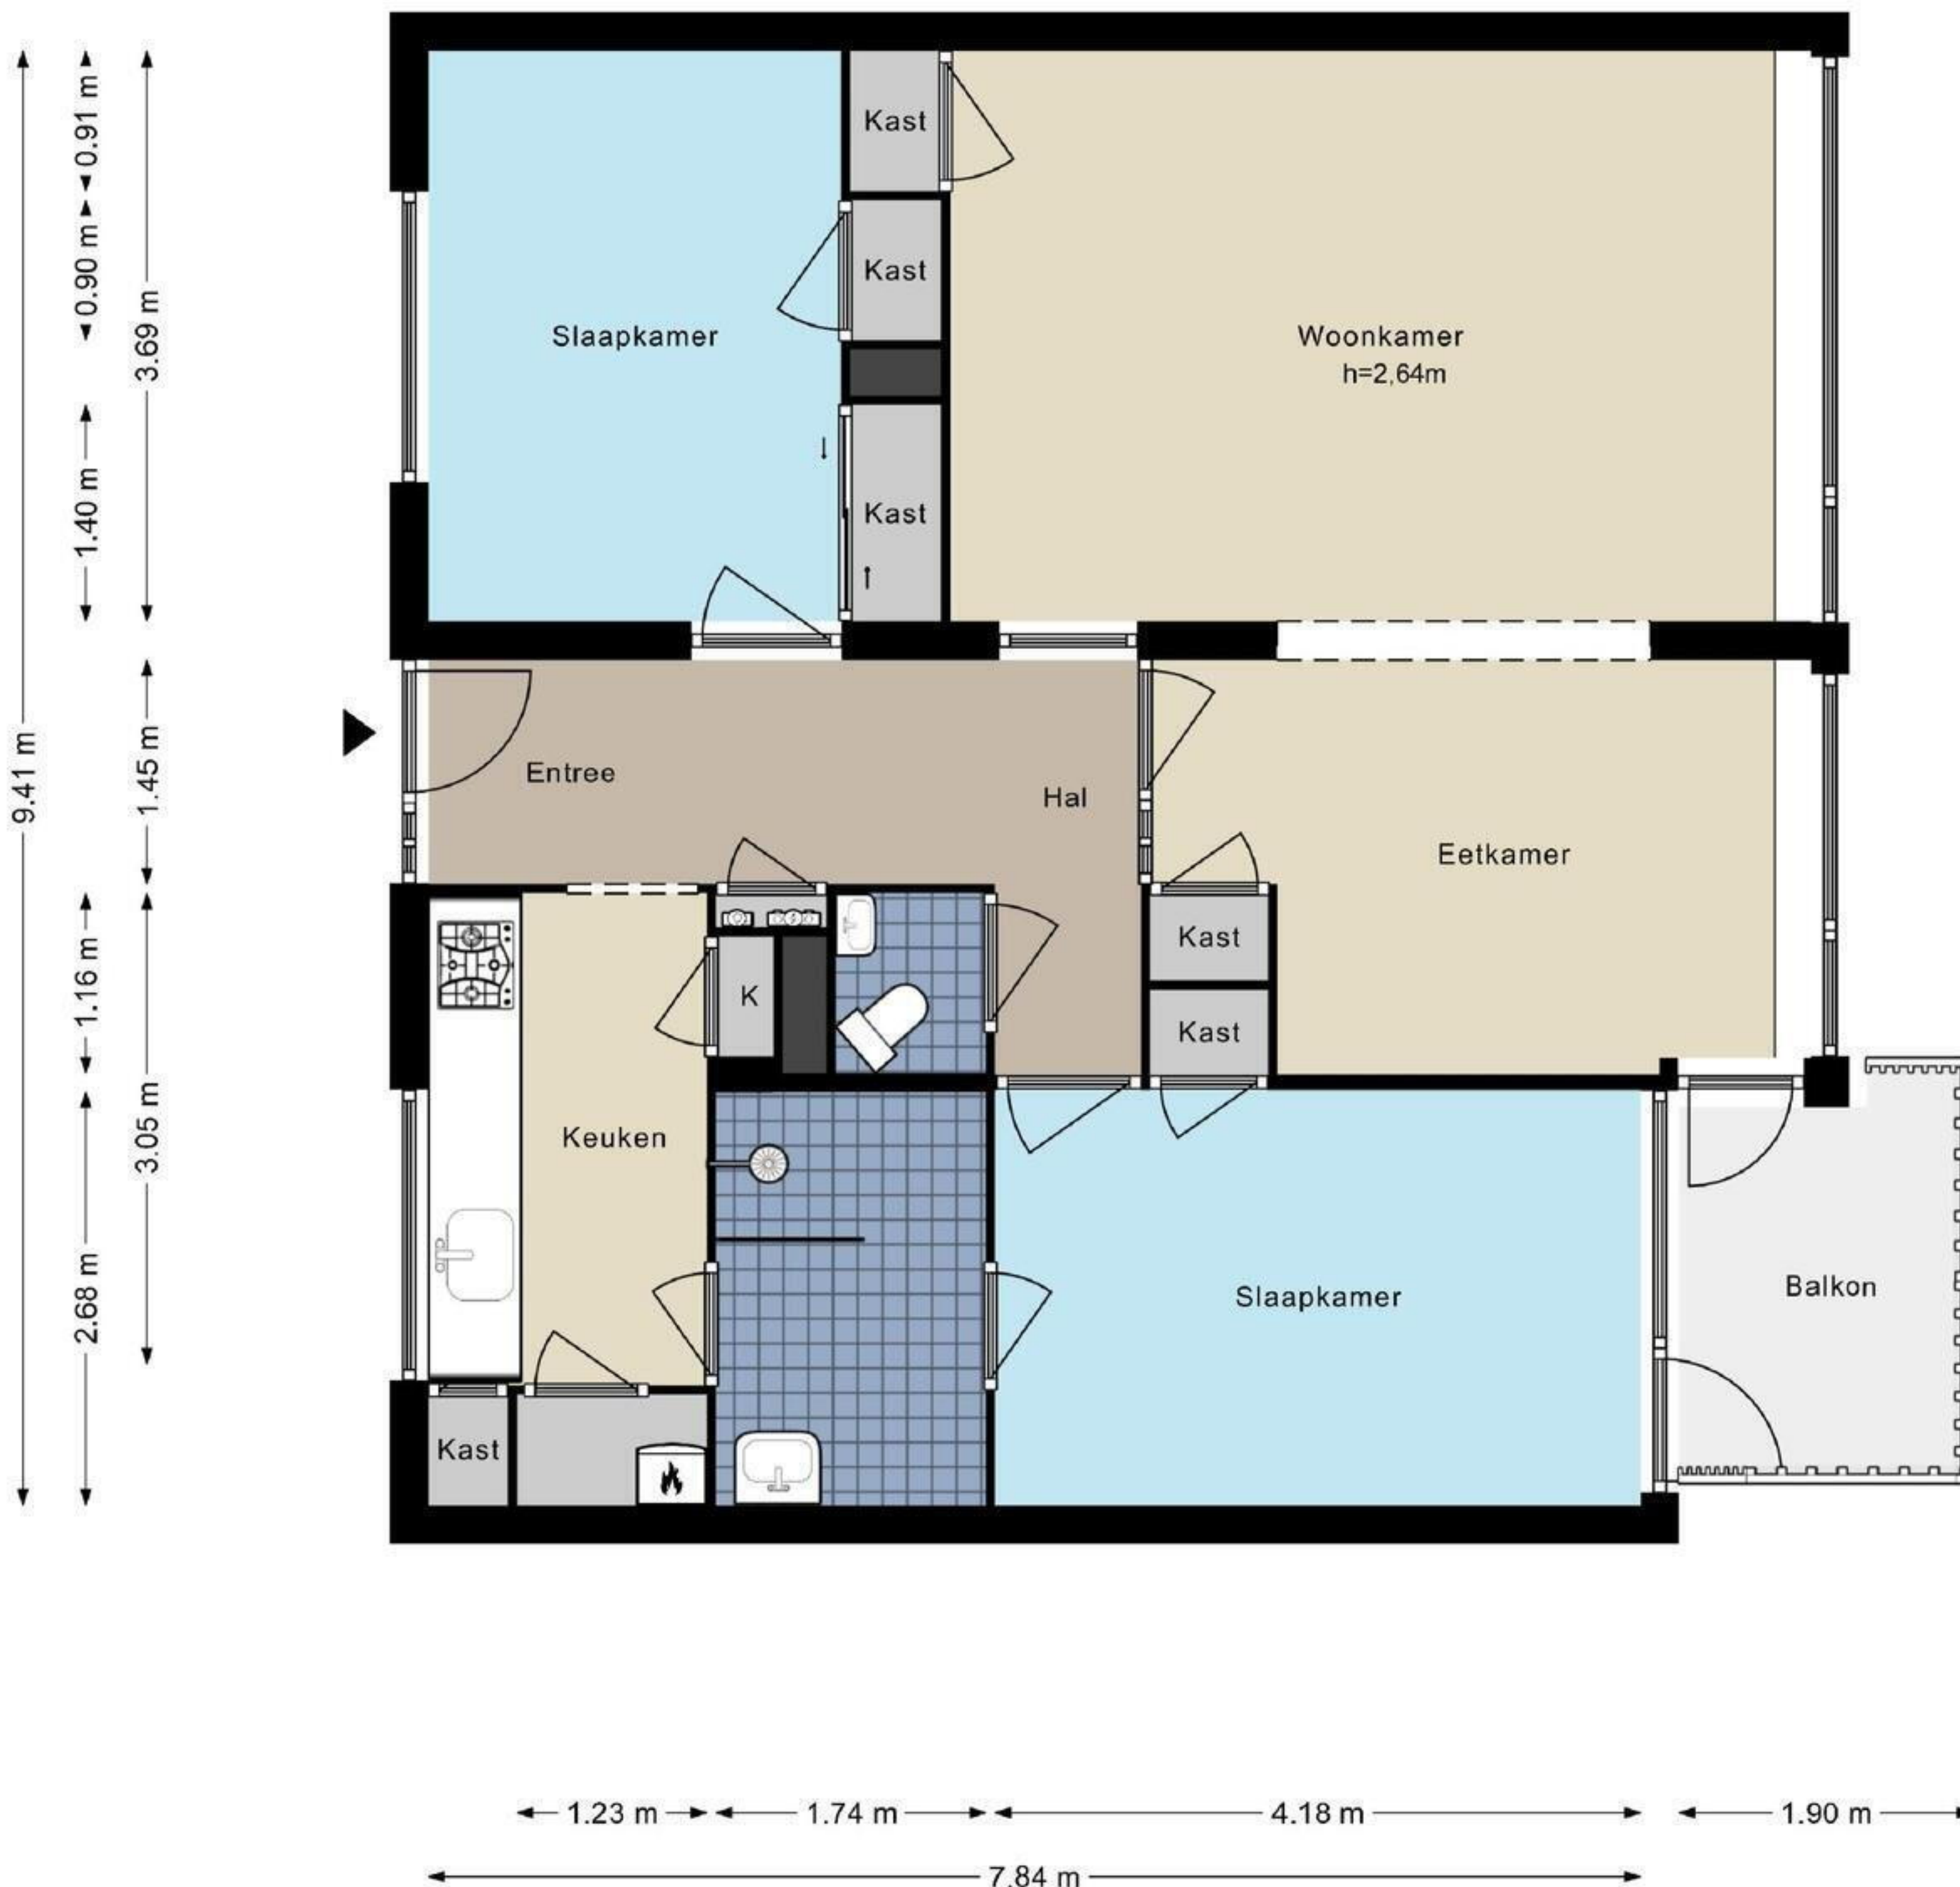 Kast
Kast
Slaapkamer
Woonkamer
h=2,64m
Kast
Entree
Hal
Eetkamer
Kast
K
Kast
Keuken
Slaapkamer
Balkon
Kast
9.41 m
0.91 m
0.90 m
1.40 m
1.16 m
2.68 m
3.69 m
1.45 m
3.05 m
1.23 m
1.74 m
4.18 m
1.90 m
7.84 m